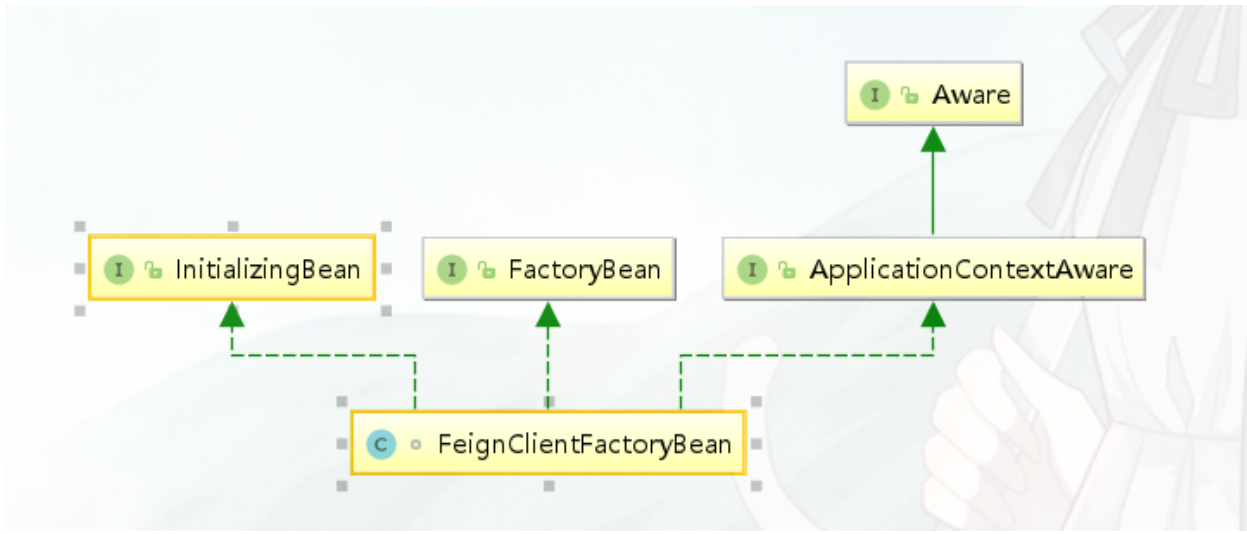 I Aware
I InitializingBean
I FactoryBean
I ApplicationContextAware
C FeignClientFactoryBean